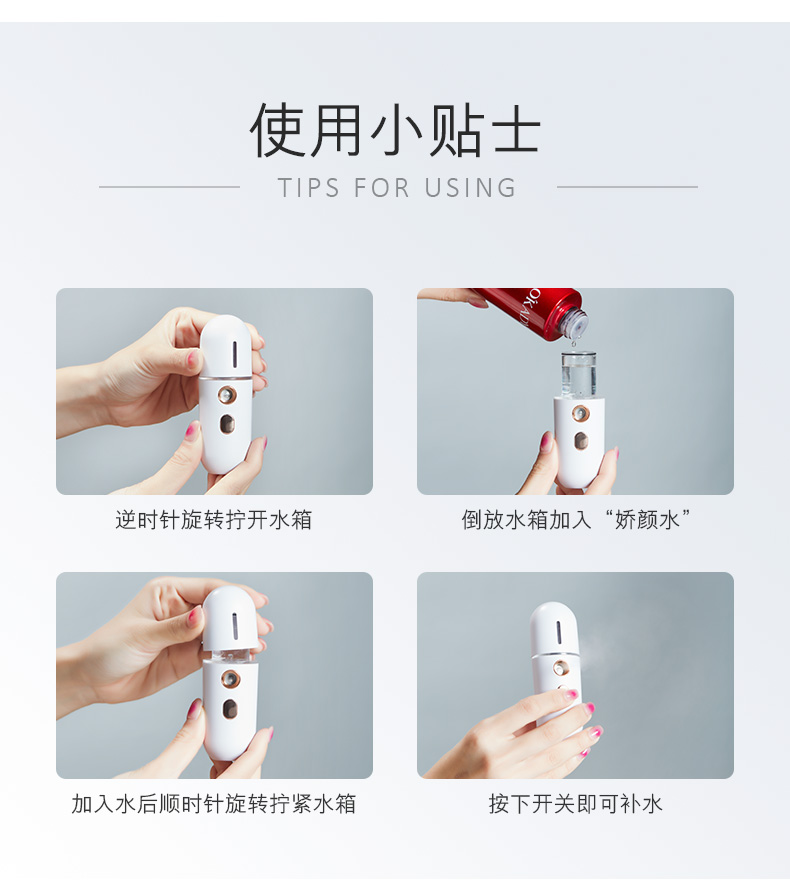 使用小贴士
TIPS FOR USING
逆时针旋转拧开水箱
倒放水箱加入“娇颜水”
加入水后顺时针旋转拧紧水箱
按下开关即可补水